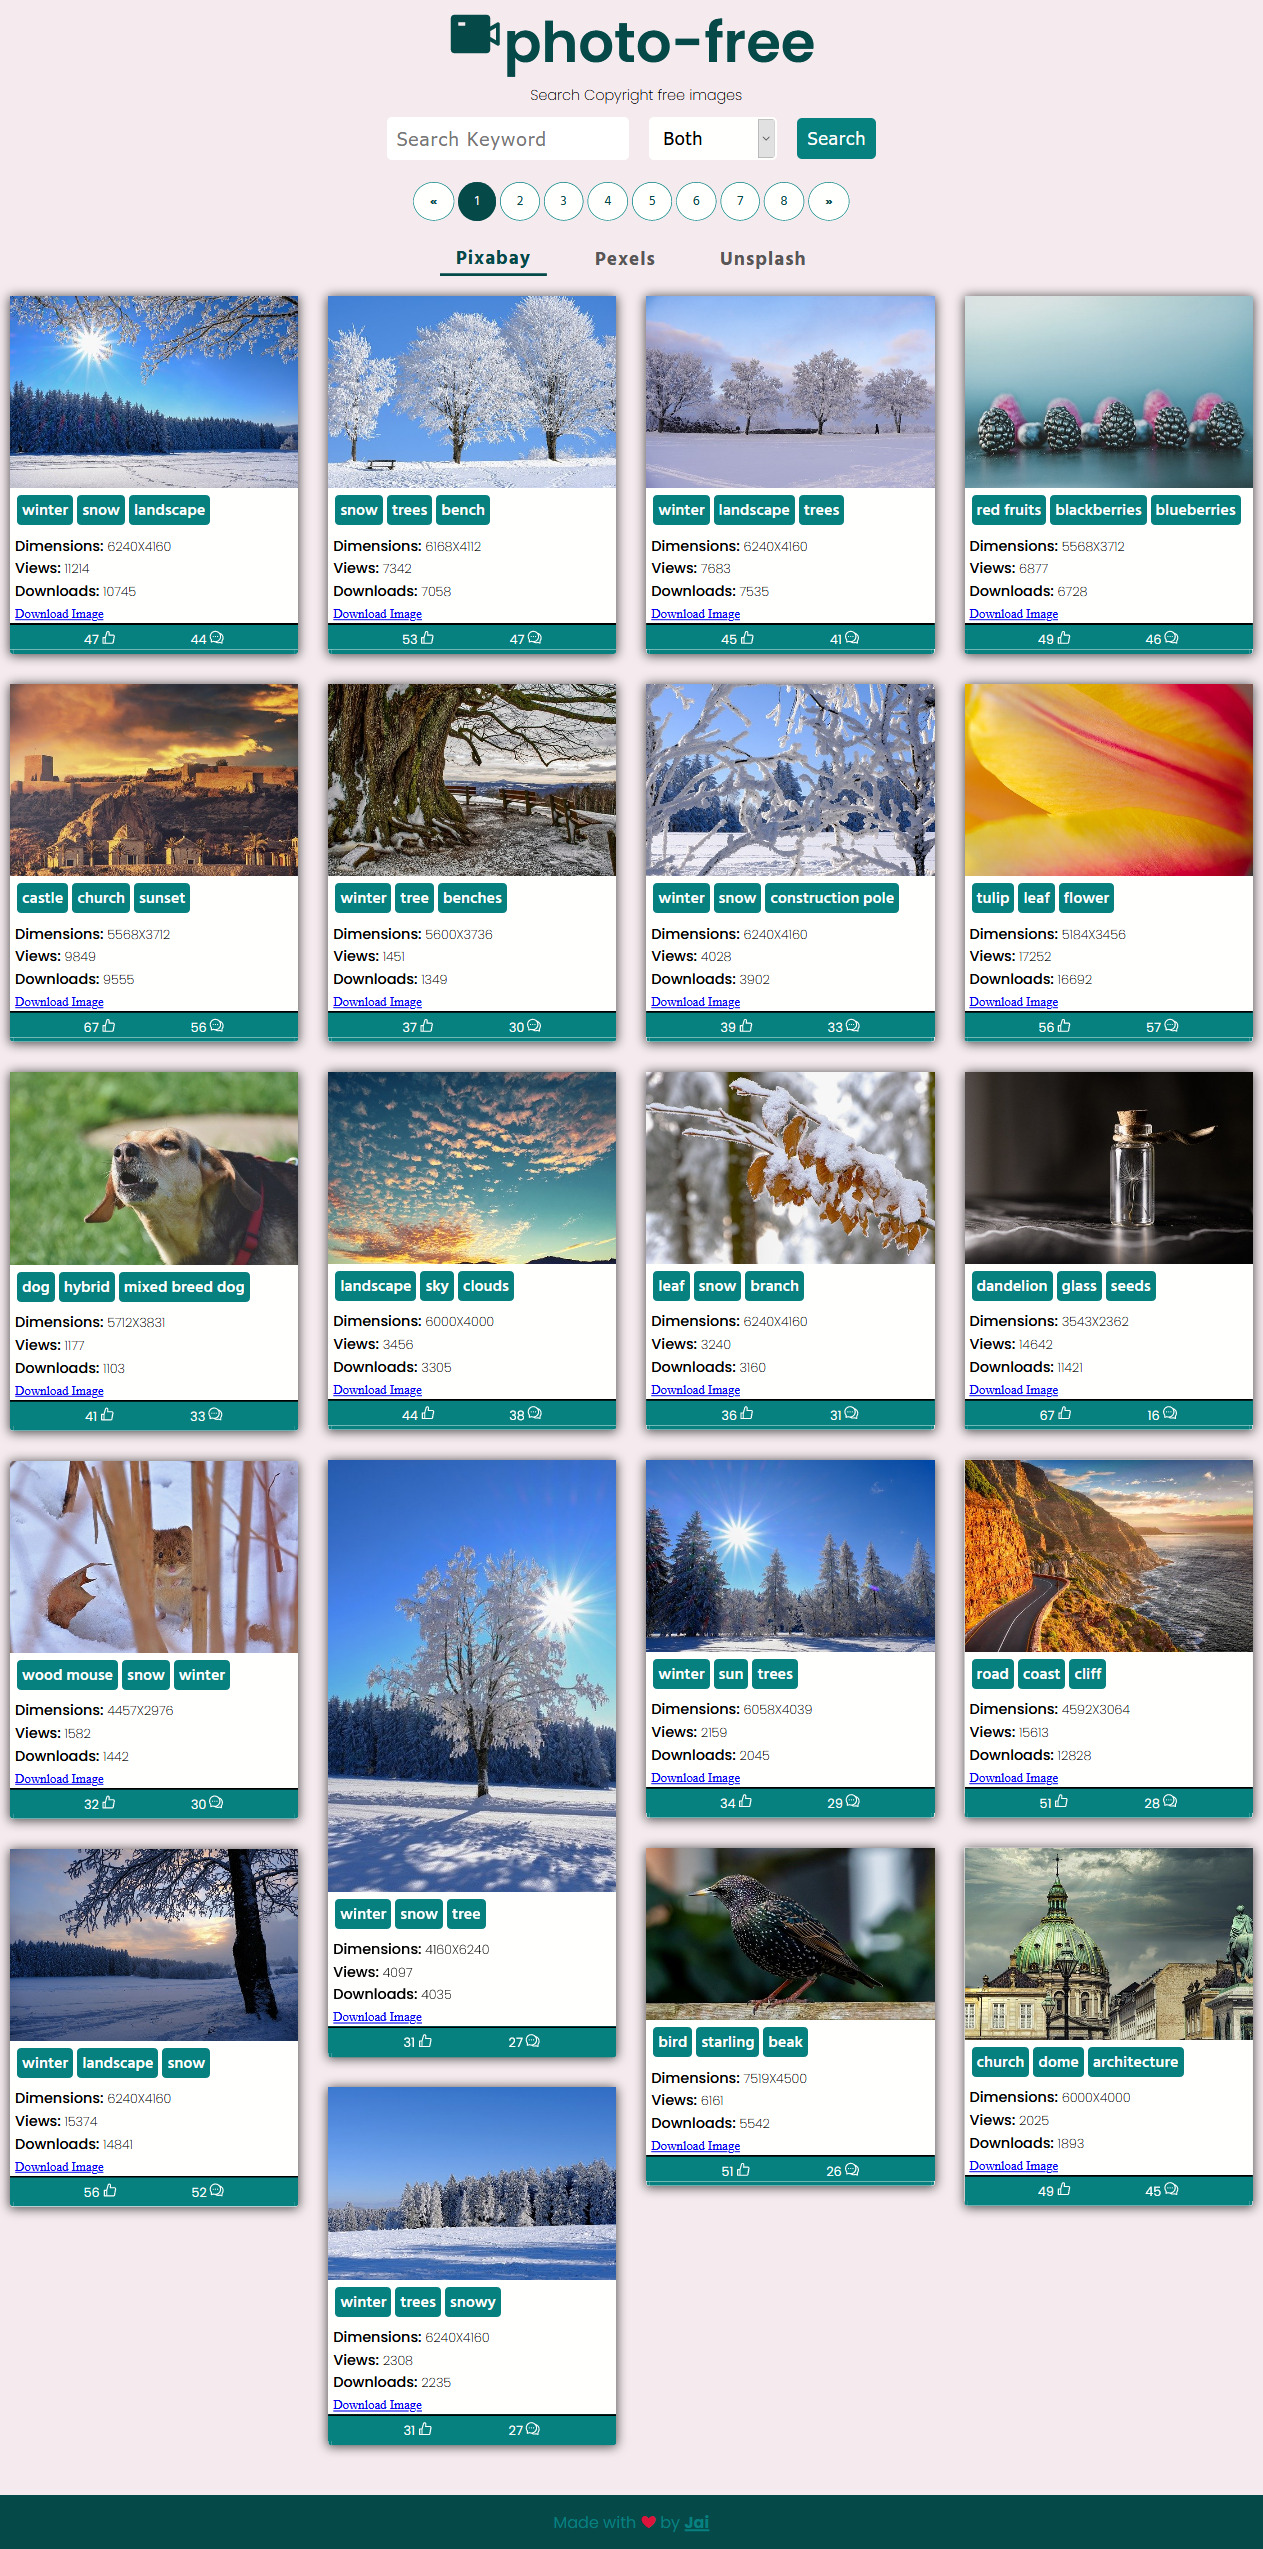 photo-free
Search Copyright free images
Search Keyword Both Search
« 1 2 3 4 5 6 7 8 »
Pixabay Pexels Unsplash
winter snow landscape
Dimensions: 6240X4160
Views: 11214
Downloads: 10745
Download Image
47 44
snow trees bench
Dimensions: 6168X4112
Views: 7342
Downloads: 7058
Download Image
53 47
winter landscape trees
Dimensions: 6240X4160
Views: 7683
Downloads: 7535
Download Image
45 41
red fruits blackberries blueberries
Dimensions: 5568X3712
Views: 6877
Downloads: 6728
Download Image
49 46
castle church sunset
Dimensions: 5568X3712
Views: 9849
Downloads: 9555
Download Image
67 56
winter tree benches
Dimensions: 5600X3736
Views: 1451
Downloads: 1349
Download Image
37 30
winter snow construction pole
Dimensions: 6240X4160
Views: 4028
Downloads: 3902
Download Image
39 33
tulip leaf flower
Dimensions: 5184X3456
Views: 17252
Downloads: 16692
Download Image
56 57
dog hybrid mixed breed dog
Dimensions: 5712X3831
Views: 1177
Downloads: 1103
Download Image
41 33
landscape sky clouds
Dimensions: 6000X4000
Views: 3456
Downloads: 3305
Download Image
44 38
leaf snow branch
Dimensions: 6240X4160
Views: 3240
Downloads: 3160
Download Image
36 31
dandelion glass seeds
Dimensions: 3543X2362
Views: 14642
Downloads: 11421
Download Image
67 16
wood mouse snow winter
Dimensions: 4457X2976
Views: 1582
Downloads: 1442
Download Image
32 30
winter snow tree
Dimensions: 4160X6240
Views: 4097
Downloads: 4035
Download Image
31 27
winter sun trees
Dimensions: 6058X4039
Views: 2159
Downloads: 2045
Download Image
34 29
road coast cliff
Dimensions: 4592X3064
Views: 15613
Downloads: 12828
Download Image
51 28
winter landscape snow
Dimensions: 6240X4160
Views: 15374
Downloads: 14841
Download Image
56 52
winter trees snowy
Dimensions: 6240X4160
Views: 2308
Downloads: 2235
Download Image
31 27
bird starling beak
Dimensions: 7519X4500
Views: 6161
Downloads: 5542
Download Image
51 26
church dome architecture
Dimensions: 6000X4000
Views: 2025
Downloads: 1893
Download Image
49 45
Made with ❤ by Jai